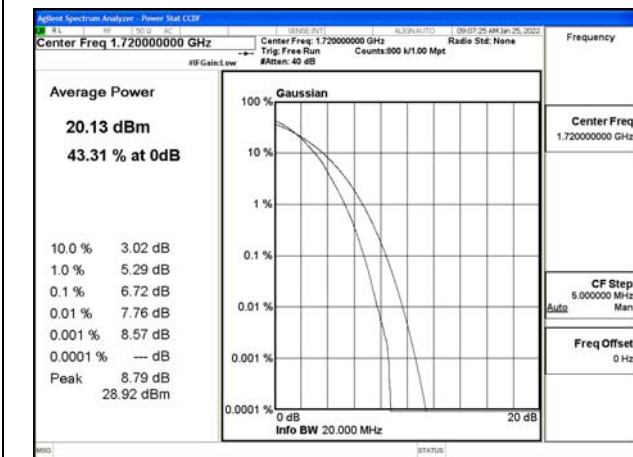 Agilent Spectrum Analyzer - Power Stat CCDF
RL RF 50 Ω AC SENSE:INT ALIGN AUTO 09:07:25 AM Jan 25, 2022
Center Freq 1.720000000 GHz
Center Freq: 1.720000000 GHz Radio Std: None
Trig: Free Run Counts:800 k/1.00 Mpt
#IFGain:Low #Atten: 40 dB
Frequency
Average Power
20.13 dBm
43.31 % at 0dB
10.0 % 3.02 dB
1.0 % 5.29 dB
0.1 % 6.72 dB
0.01 % 7.76 dB
0.001 % 8.57 dB
0.0001 % --- dB
Peak 8.79 dB
28.92 dBm
Gaussian
100 %
10 %
1 %
0.1 %
0.01 %
0.001 %
0.0001 %
0 dB 20 dB
Info BW 20.000 MHz
Center Freq
1.720000000 GHz
CF Step
5.000000 MHz
Auto Man
Freq Offset
0 Hz
MSG STATUS